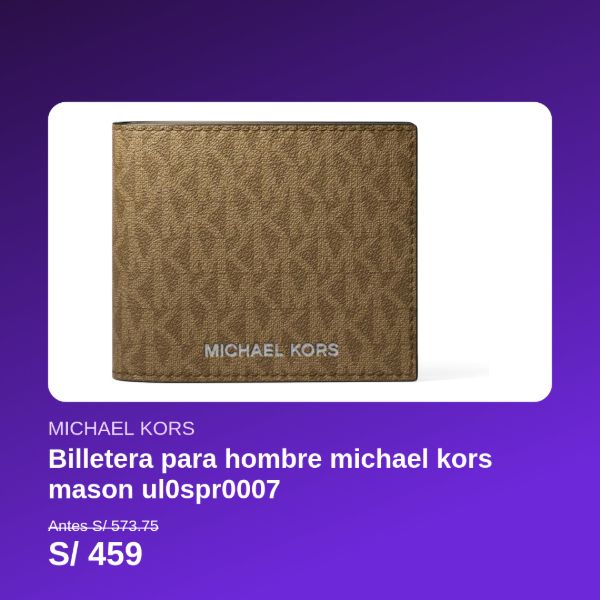 MICHAEL KORS
MICHAEL KORS
Billetera para hombre michael kors
mason ul0spr0007
Antes S/ 573.75
S/ 459